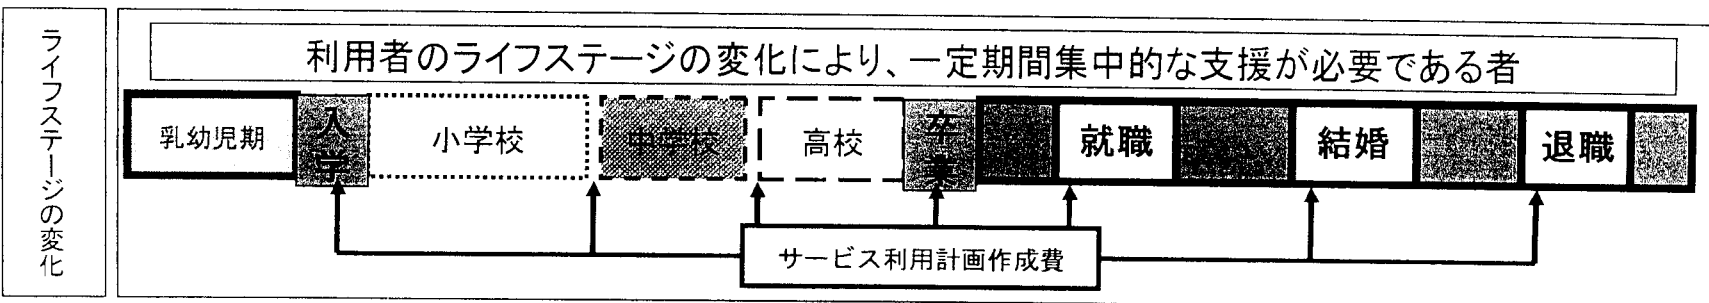 ライフステージの変化
利用者のライフステージの変化により、一定期間集中的な支援が必要である者
乳幼児期
入学
小学校
中学校
高校
卒業
就職
結婚
退職
サービス利用計画作成費